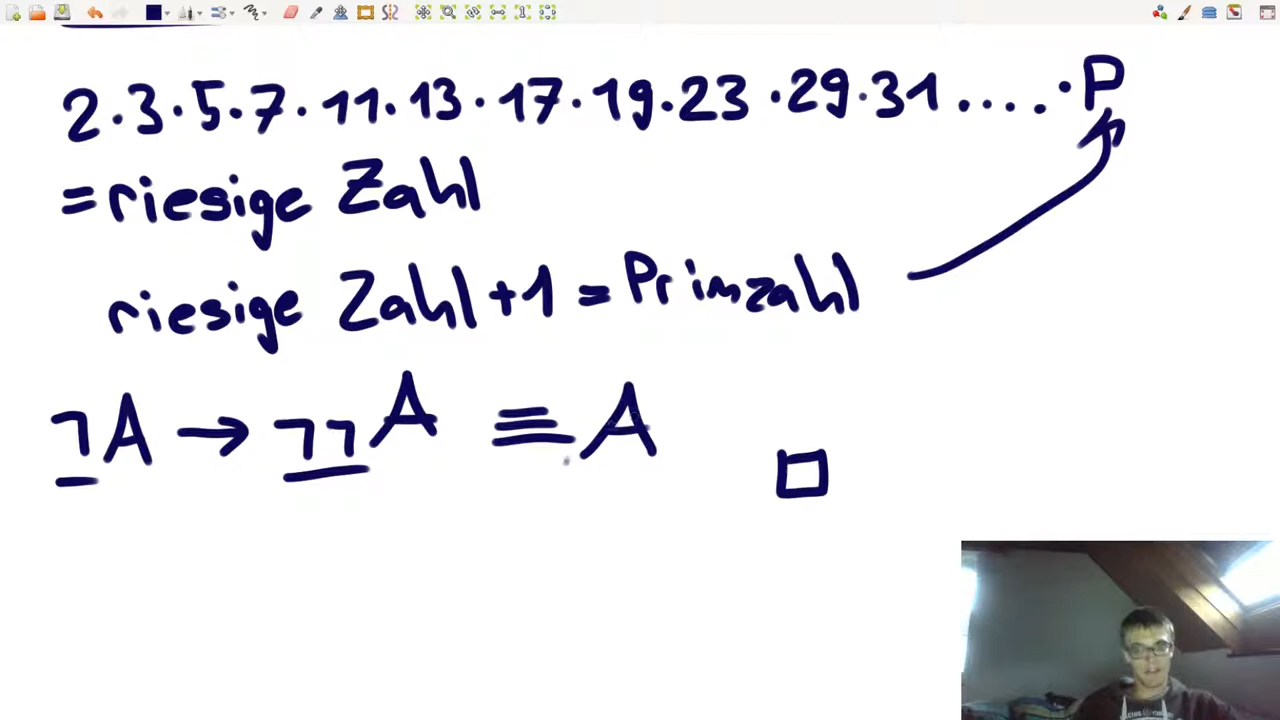 2·3·5·7·11·13·17·19·23·29·31.....·P
=riesige Zahl
riesige Zahl+1=Primzahl
¬A → ¬¬A ≡ A □